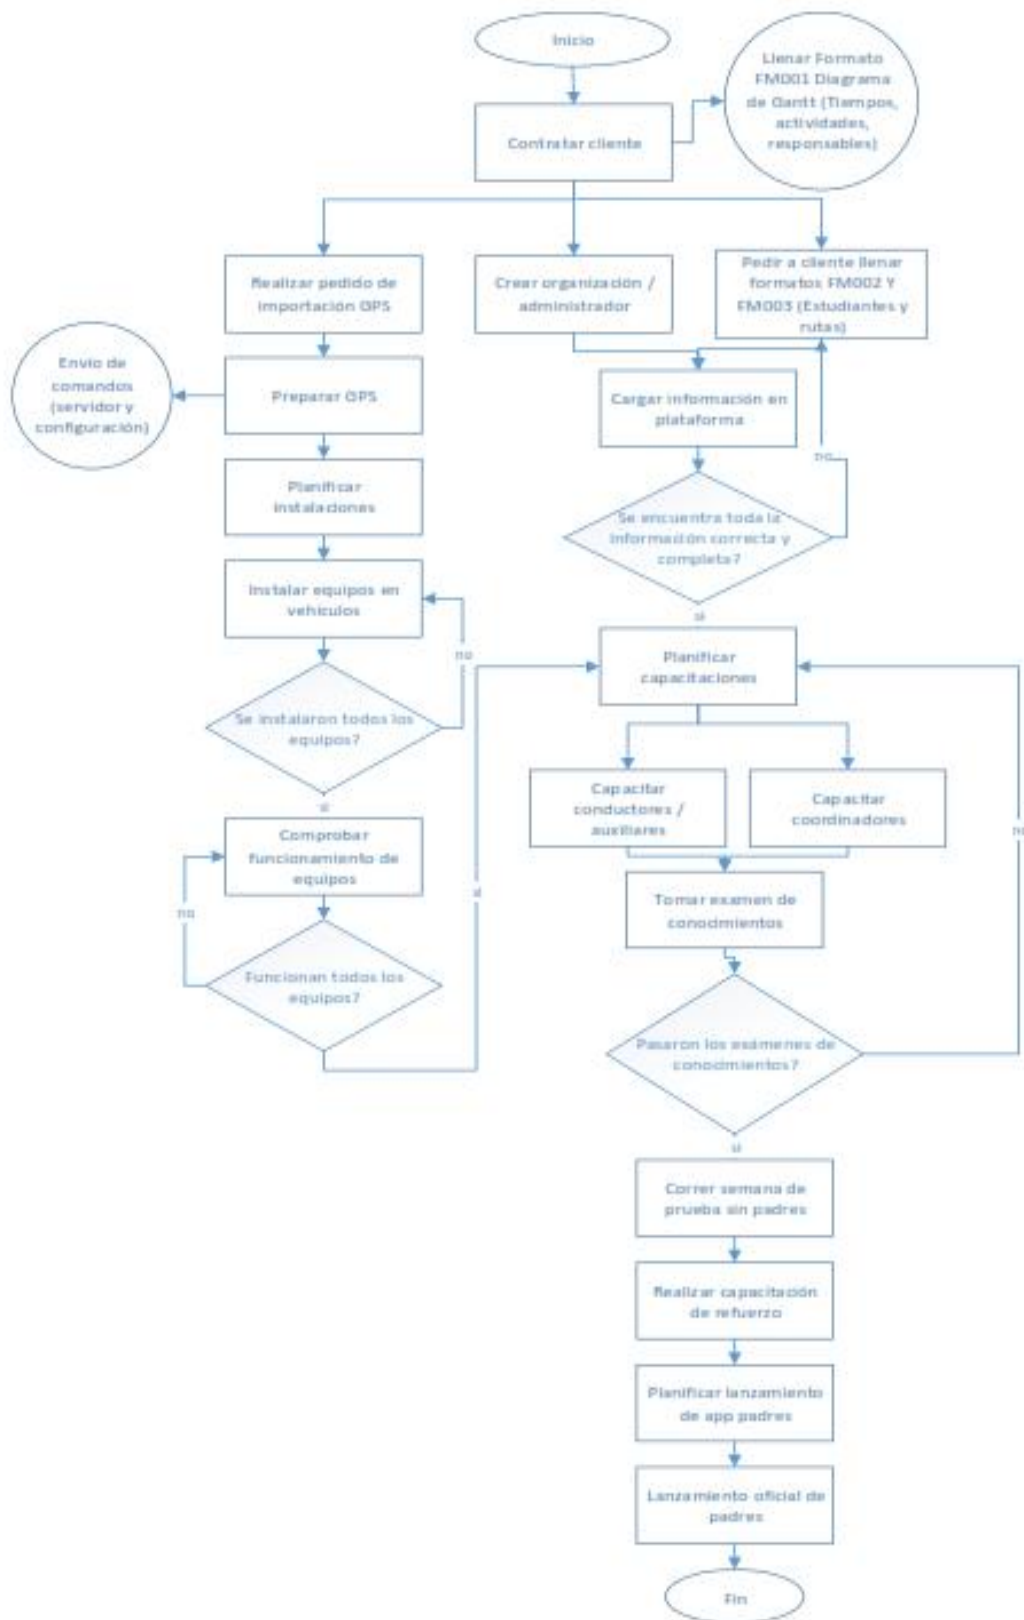 Inicio
Llenar Formato
FM001 Diagrama
de Gantt (Tiempos,
actividades,
responsables)
Contratar cliente
Realizar pedido de
importación GPS
Crear organización /
administrador
Pedir a cliente llenar
formatos FM002 Y
FM003 (Estudiantes y
rutas)
Envio de
comandos
(servidor y
configuración)
Preparar GPS
Cargar información en
plataforma
no
Planificar
instalaciones
Se encuentra toda la
información correcta y
completa?
si
Instalar equipos en
vehículos
no
Planificar
capacitaciones
Se instalaron todos los
equipos?
si
Capacitar
conductores /
auxiliares
Capacitar
coordinadores
no
Comprobar
funcionamiento de
equipos
no
si
Tomar examen de
conocimientos
Funcionan todos los
equipos?
Pasaron los exámenes de
conocimientos?
si
Correr semana de
prueba sin padres
Realizar capacitación
de refuerzo
Planificar lanzamiento
de app padres
Lanzamiento oficial de
padres
Fin